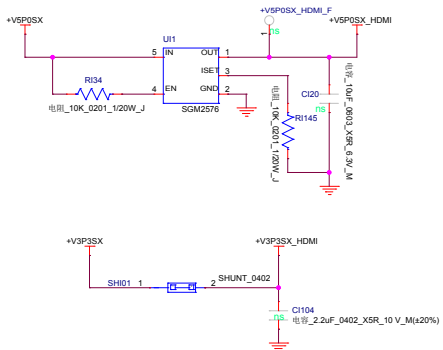 +V5P0SX_HDMI_F
+V5P0SX
+V5P0SX_HDMI
1
ns
UI1
5 IN OUT 1
ISET 3
RI34
4 EN GND 2
电阻_10K_0201_1/20W_J
SGM2576
电阻_10K_0201_1/20W_J
RI145
CI20
ns
电容_10uF_0603_X5R_6.3V_M
+V3P3SX
+V3P3SX_HDMI
SHI01 1 2 SHUNT_0402
CI104
ns
电容_2.2uF_0402_X5R_10 V_M(±20%)